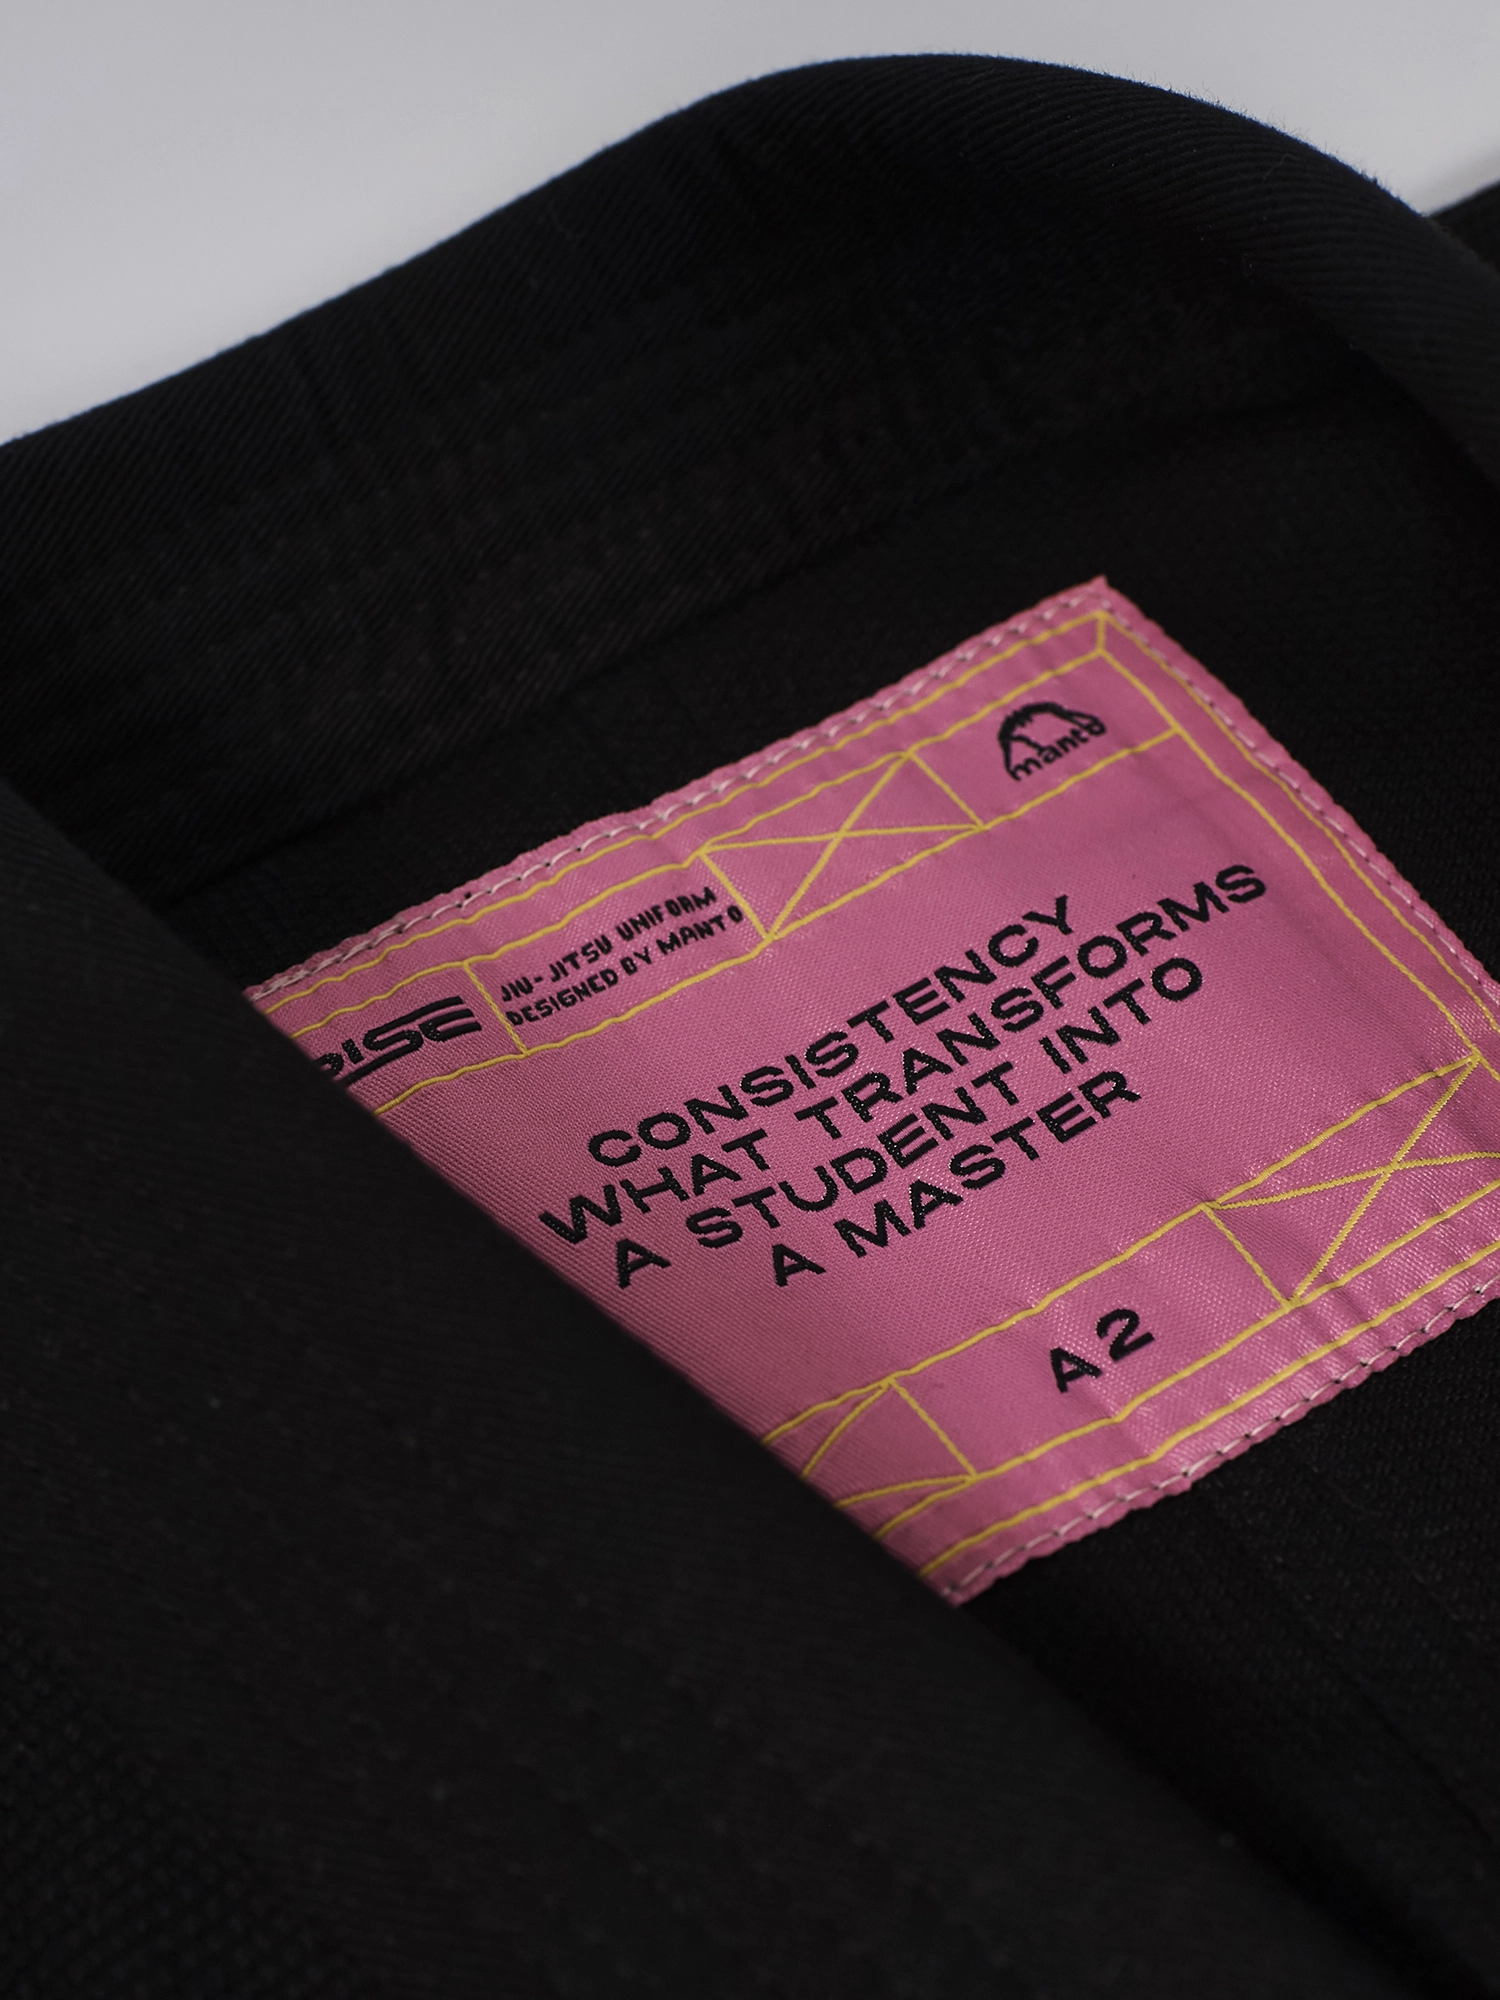 RISE
JIU-JITSU UNIFORM
DESIGNED BY MANTO
manto
CONSISTENCY
WHAT TRANSFORMS
A STUDENT INTO
A MASTER
A2